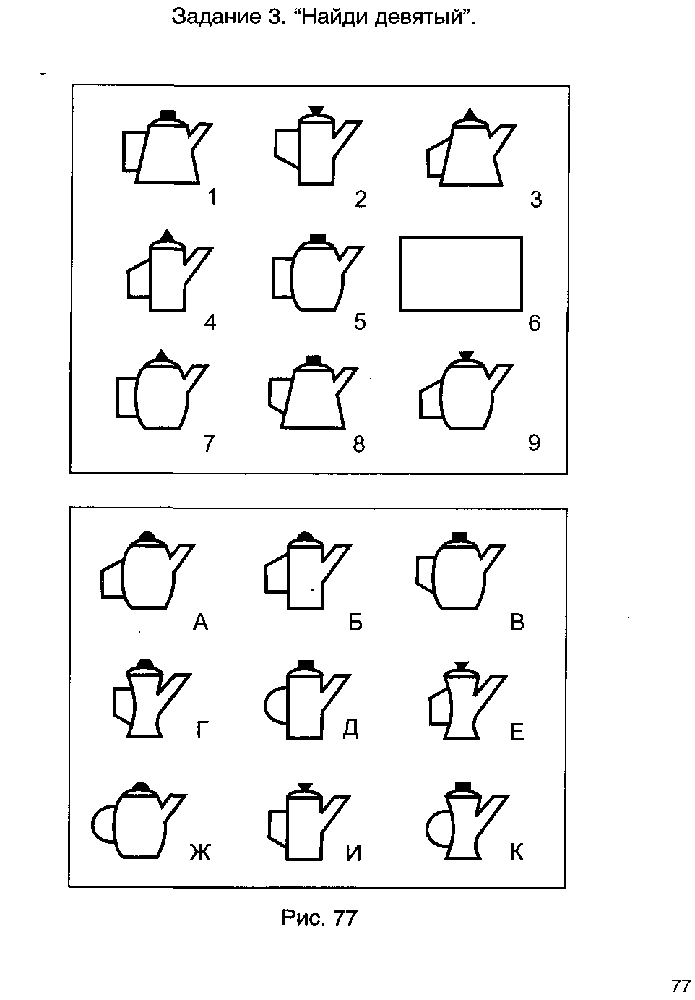 Задание 3. “Найди девятый”.
1 2 3
4 5 6
7 8 9
А Б В
Г Д Е
Ж И К
Рис. 77
77